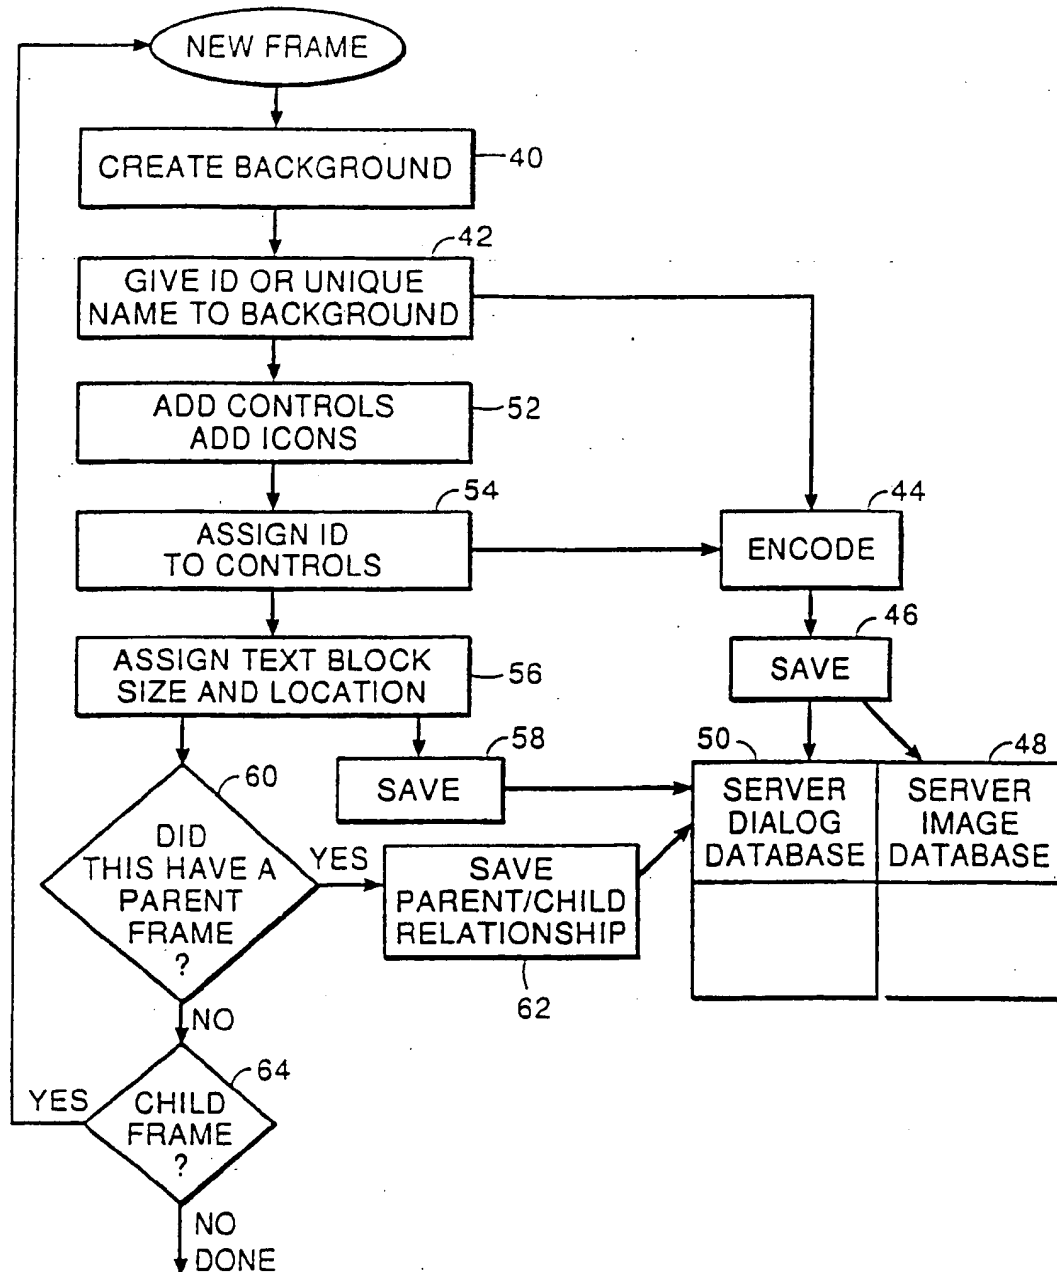 NEW FRAME
CREATE BACKGROUND
40
42
GIVE ID OR UNIQUE
NAME TO BACKGROUND
ADD CONTROLS
ADD ICONS
52
54
ASSIGN ID
TO CONTROLS
44
ENCODE
46
SAVE
ASSIGN TEXT BLOCK
SIZE AND LOCATION
56
58
SAVE
50
SERVER
DIALOG
DATABASE
48
SERVER
IMAGE
DATABASE
60
DID
THIS HAVE A
PARENT
FRAME
?
YES
SAVE
PARENT/CHILD
RELATIONSHIP
62
NO
64
YES
CHILD
FRAME
?
NO
DONE